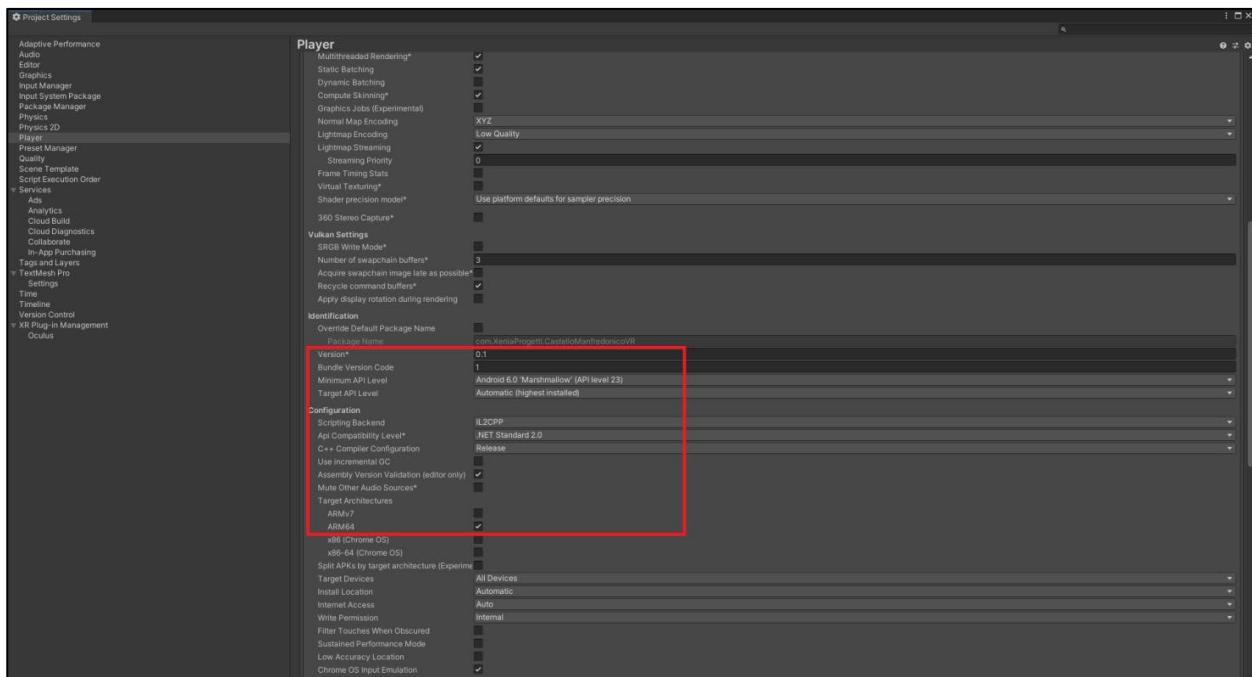 Project Settings
Adaptive Performance
Audio
Editor
Graphics
Input Manager
Input System Package
Package Manager
Physics
Physics 2D
Player
Preset Manager
Quality
Scene Template
Script Execution Order
Services
Ads
Analytics
Cloud Build
Cloud Diagnostics
Collaborate
In-App Purchasing
Tags and Layers
TextMesh Pro
Settings
Time
Timeline
Version Control
XR Plug-in Management
Oculus
Player
Multithreaded Rendering*
Static Batching
Dynamic Batching
Compute Skinning*
Graphics Jobs (Experimental)
Normal Map Encoding XYZ
Lightmap Encoding Low Quality
Lightmap Streaming
Streaming Priority 0
Frame Timing Stats
Virtual Texturing*
Shader precision model* Use platform defaults for sampler precision
360 Stereo Capture*
Vulkan Settings
SRGB Write Mode*
Number of swapchain buffers* 3
Acquire swapchain image late as possible*
Recycle command buffers*
Apply display rotation during rendering
Identification
Override Default Package Name
Package Name com.XeniaProgetti.CastelloManfredonicoVR
Version* 0.1
Bundle Version Code 1
Minimum API Level Android 6.0 'Marshmallow' (API level 23)
Target API Level Automatic (highest installed)
Configuration
Scripting Backend IL2CPP
Api Compatibility Level* .NET Standard 2.0
C++ Compiler Configuration Release
Use incremental GC
Assembly Version Validation (editor only)
Mute Other Audio Sources*
Target Architectures
ARMv7
ARM64
x86 (Chrome OS)
x86-64 (Chrome OS)
Split APKs by target architecture (Experime
Target Devices All Devices
Install Location Automatic
Internet Access Auto
Write Permission Internal
Filter Touches When Obscured
Sustained Performance Mode
Low Accuracy Location
Chrome OS Input Emulation